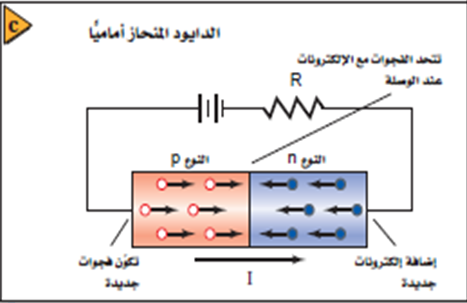 C
الدايود المنحاز أماميًّا
تتحد الفجوات مع الإلكترونات
عند الوصلة
R
النوع p
النوع n
تكوّن فجوات
جديدة
I
إضافة إلكترونات
جديدة